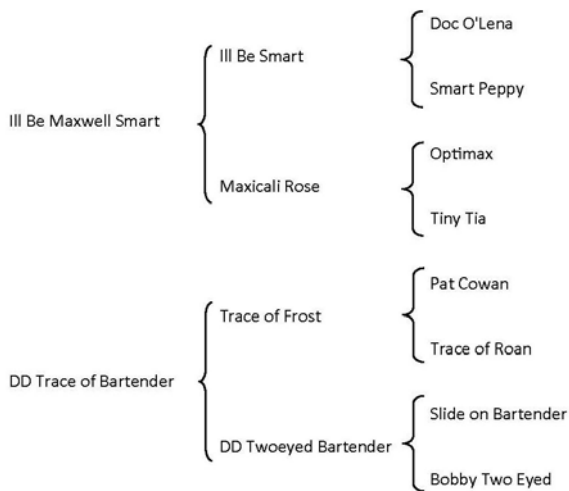 Doc O'Lena
Ill Be Smart
Smart Peppy
Ill Be Maxwell Smart
Optimax
Maxicali Rose
Tiny Tia
Pat Cowan
Trace of Frost
Trace of Roan
DD Trace of Bartender
Slide on Bartender
DD Twoeyed Bartender
Bobby Two Eyed